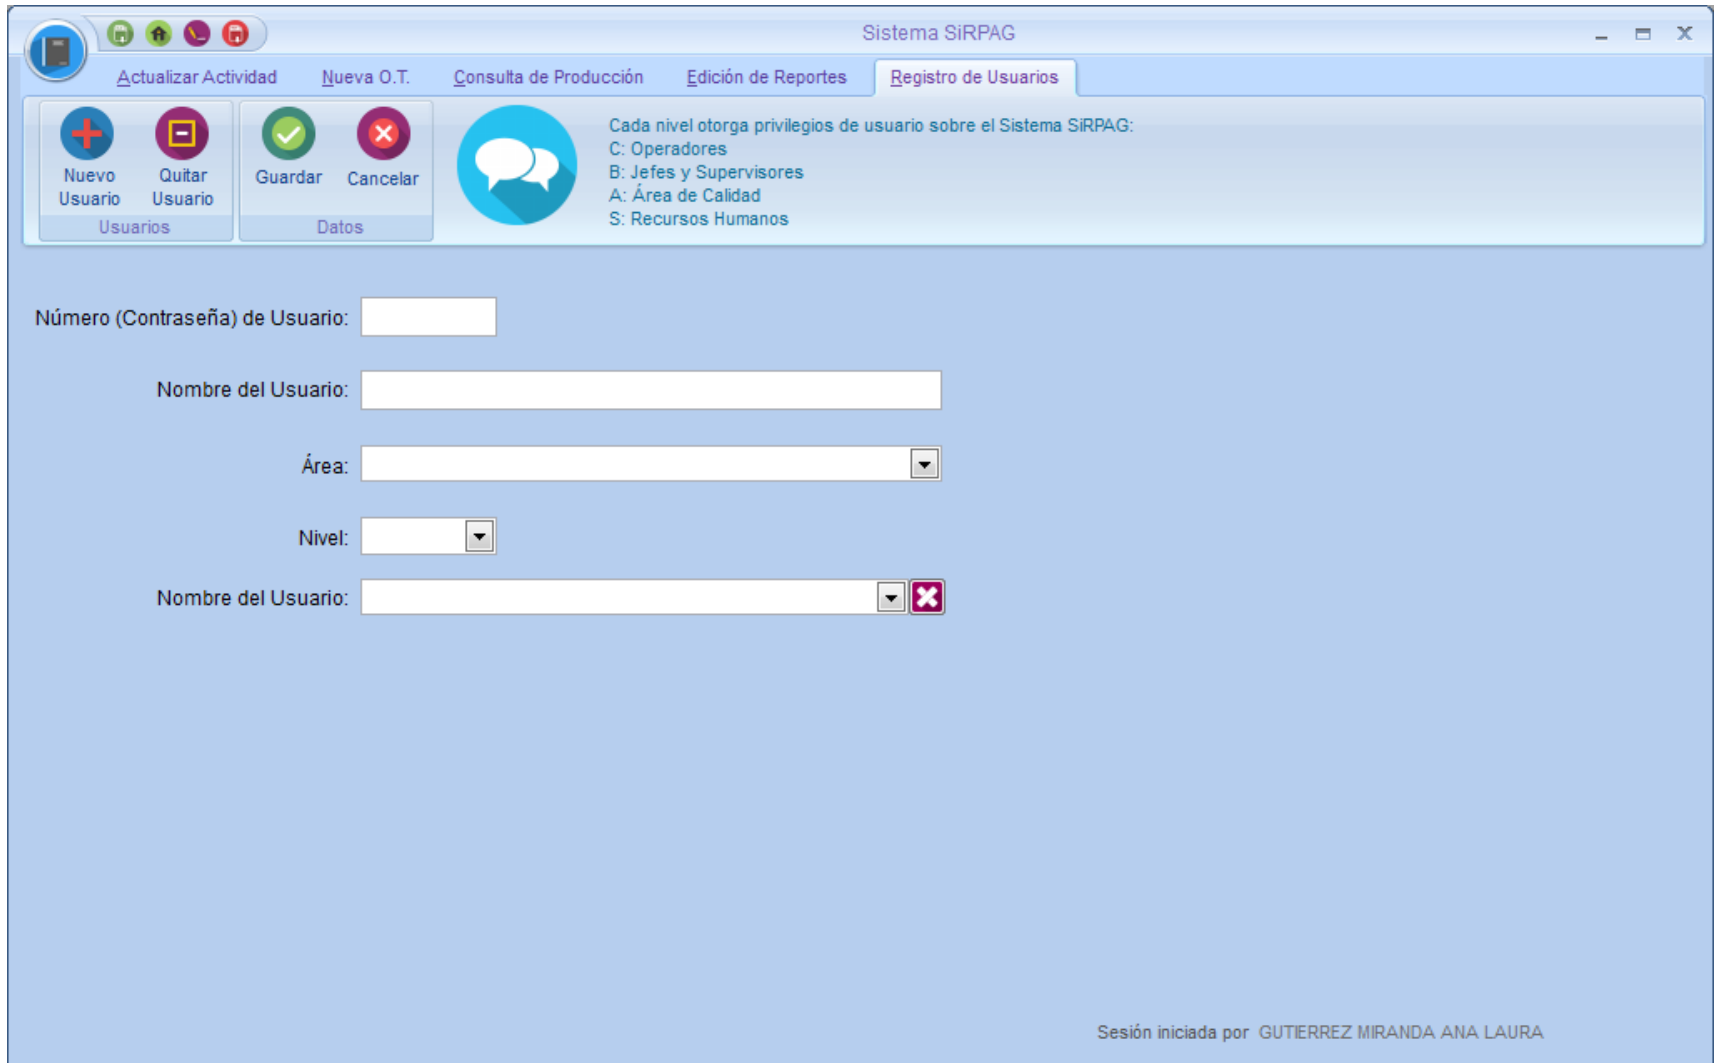 Sistema SiRPAG
Actualizar Actividad
Nueva O.T.
Consulta de Producción
Edición de Reportes
Registro de Usuarios
Nuevo
Usuario
Quitar
Usuario
Usuarios
Guardar
Cancelar
Datos
Cada nivel otorga privilegios de usuario sobre el Sistema SiRPAG:
C: Operadores
B: Jefes y Supervisores
A: Área de Calidad
S: Recursos Humanos
Número (Contraseña) de Usuario:
Nombre del Usuario:
Área:
Nivel:
Nombre del Usuario:
Sesión iniciada por GUTIERREZ MIRANDA ANA LAURA